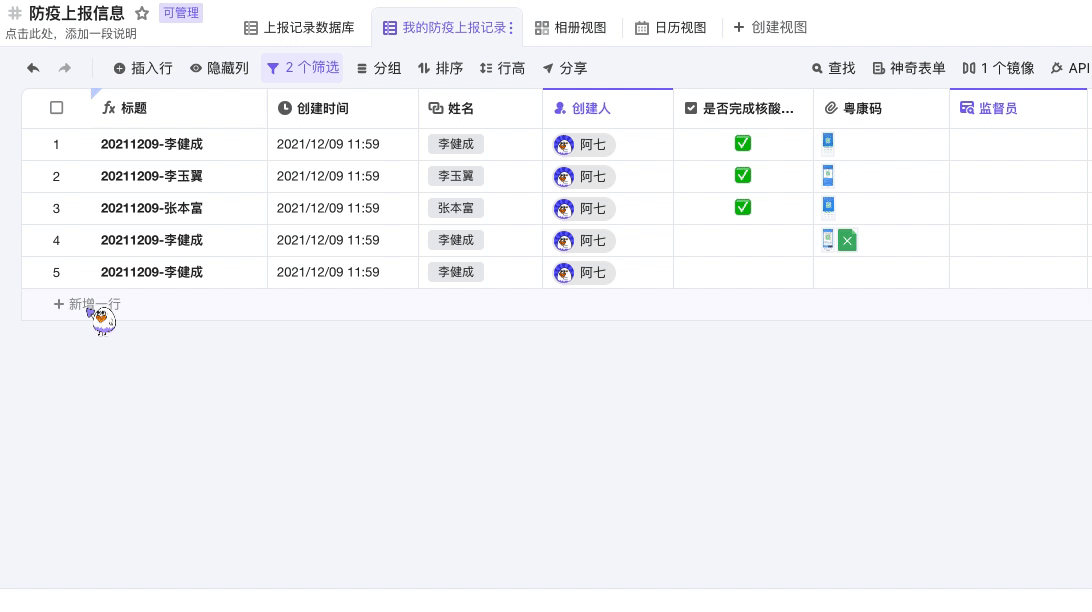 防疫上报信息 可管理
点击此处，添加一段说明
上报记录数据库 我的防疫上报记录 相册视图 日历视图 + 创建视图
插入行 隐藏列 2 个筛选 分组 排序 行高 分享 查找 神奇表单 1 个镜像 API
fx 标题 创建时间 姓名 创建人 是否完成核酸... 粤康码 监督员
1 20211209-李健成 2021/12/09 11:59 李健成 阿七
2 20211209-李玉翼 2021/12/09 11:59 李玉翼 阿七
3 20211209-张本富 2021/12/09 11:59 张本富 阿七
4 20211209-李健成 2021/12/09 11:59 李健成 阿七
5 20211209-李健成 2021/12/09 11:59 李健成 阿七
+ 新增一行